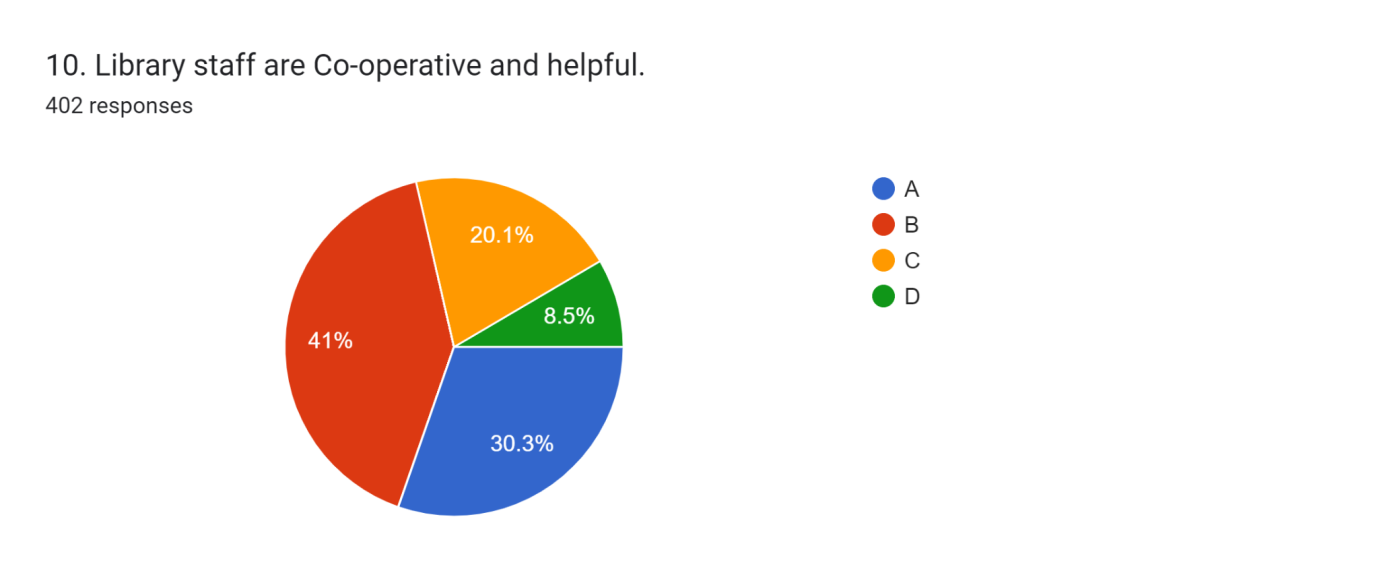 10. Library staff are Co-operative and helpful.
402 responses
A
B
C
D
20.1%
8.5%
41%
30.3%